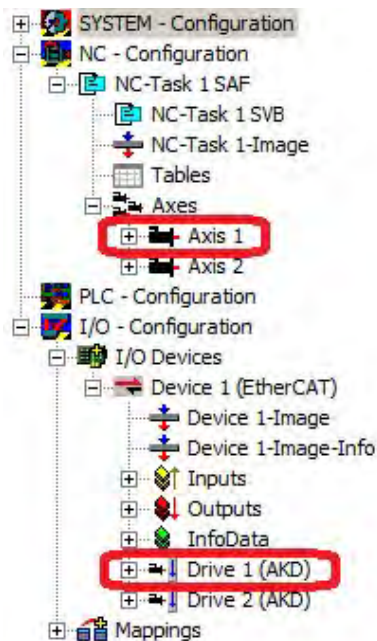 SYSTEM - Configuration
NC - Configuration
NC-Task 1 SAF
NC-Task 1 SVB
NC-Task 1-Image
Tables
Axes
Axis 1
Axis 2
PLC - Configuration
I/O - Configuration
I/O Devices
Device 1 (EtherCAT)
Device 1-Image
Device 1-Image-Info
Inputs
Outputs
InfoData
Drive 1 (AKD)
Drive 2 (AKD)
Mappings